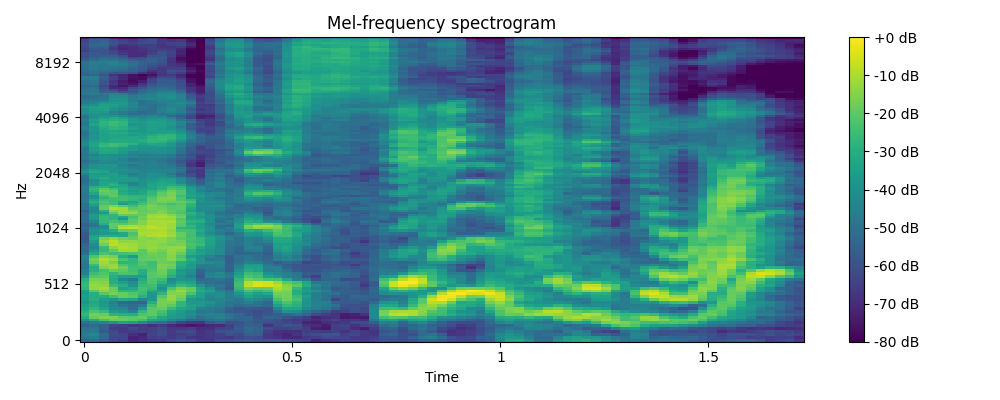 Mel-frequency spectrogram
8192
4096
2048
1024
512
0
Hz
0
0.5
1
1.5
Time
+0 dB
-10 dB
-20 dB
-30 dB
-40 dB
-50 dB
-60 dB
-70 dB
-80 dB